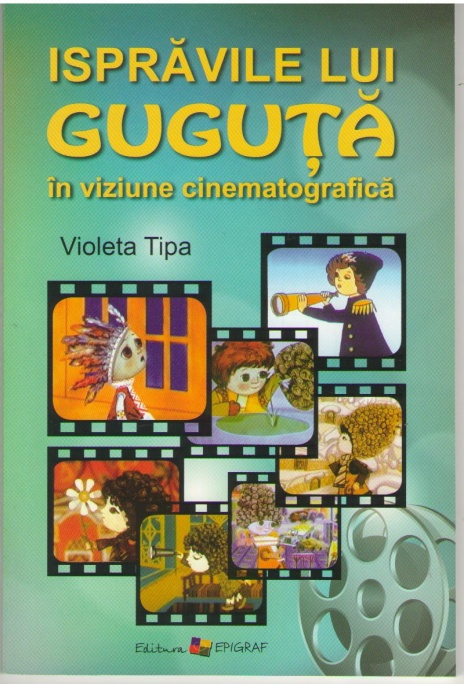 ISPRĂVILE LUI
GUGUȚĂ
în viziune cinematografică
Violeta Tipa
Editura EPIGRAF